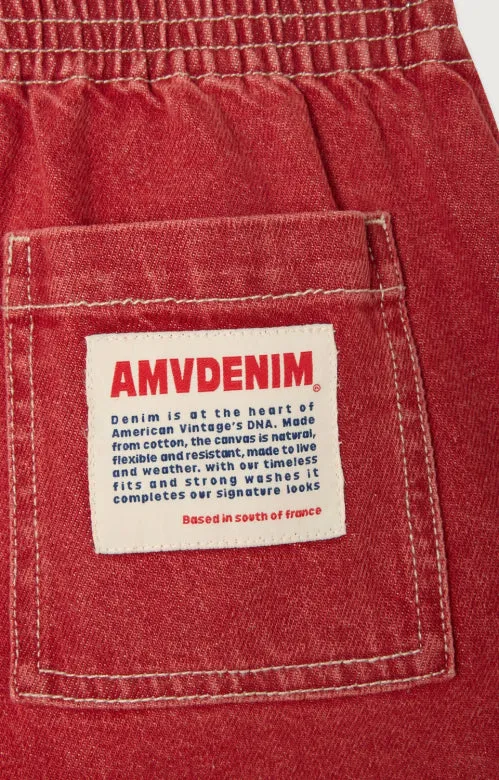 AMVDENIM®
Denim is at the heart of
American Vintage's DNA. Made
from cotton, the canvas is natural,
flexible and resistant, made to live
and weather. with our timeless
fits and strong washes it
completes our signature looks
Based in south of france